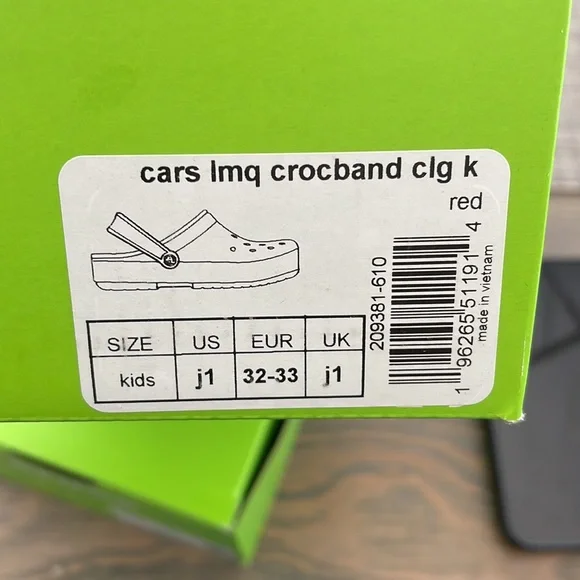 cars lmq crocband clg k
red
209381-610
1 96265 51191 4
made in vietnam
SIZE US EUR UK
kids j1 32-33 j1